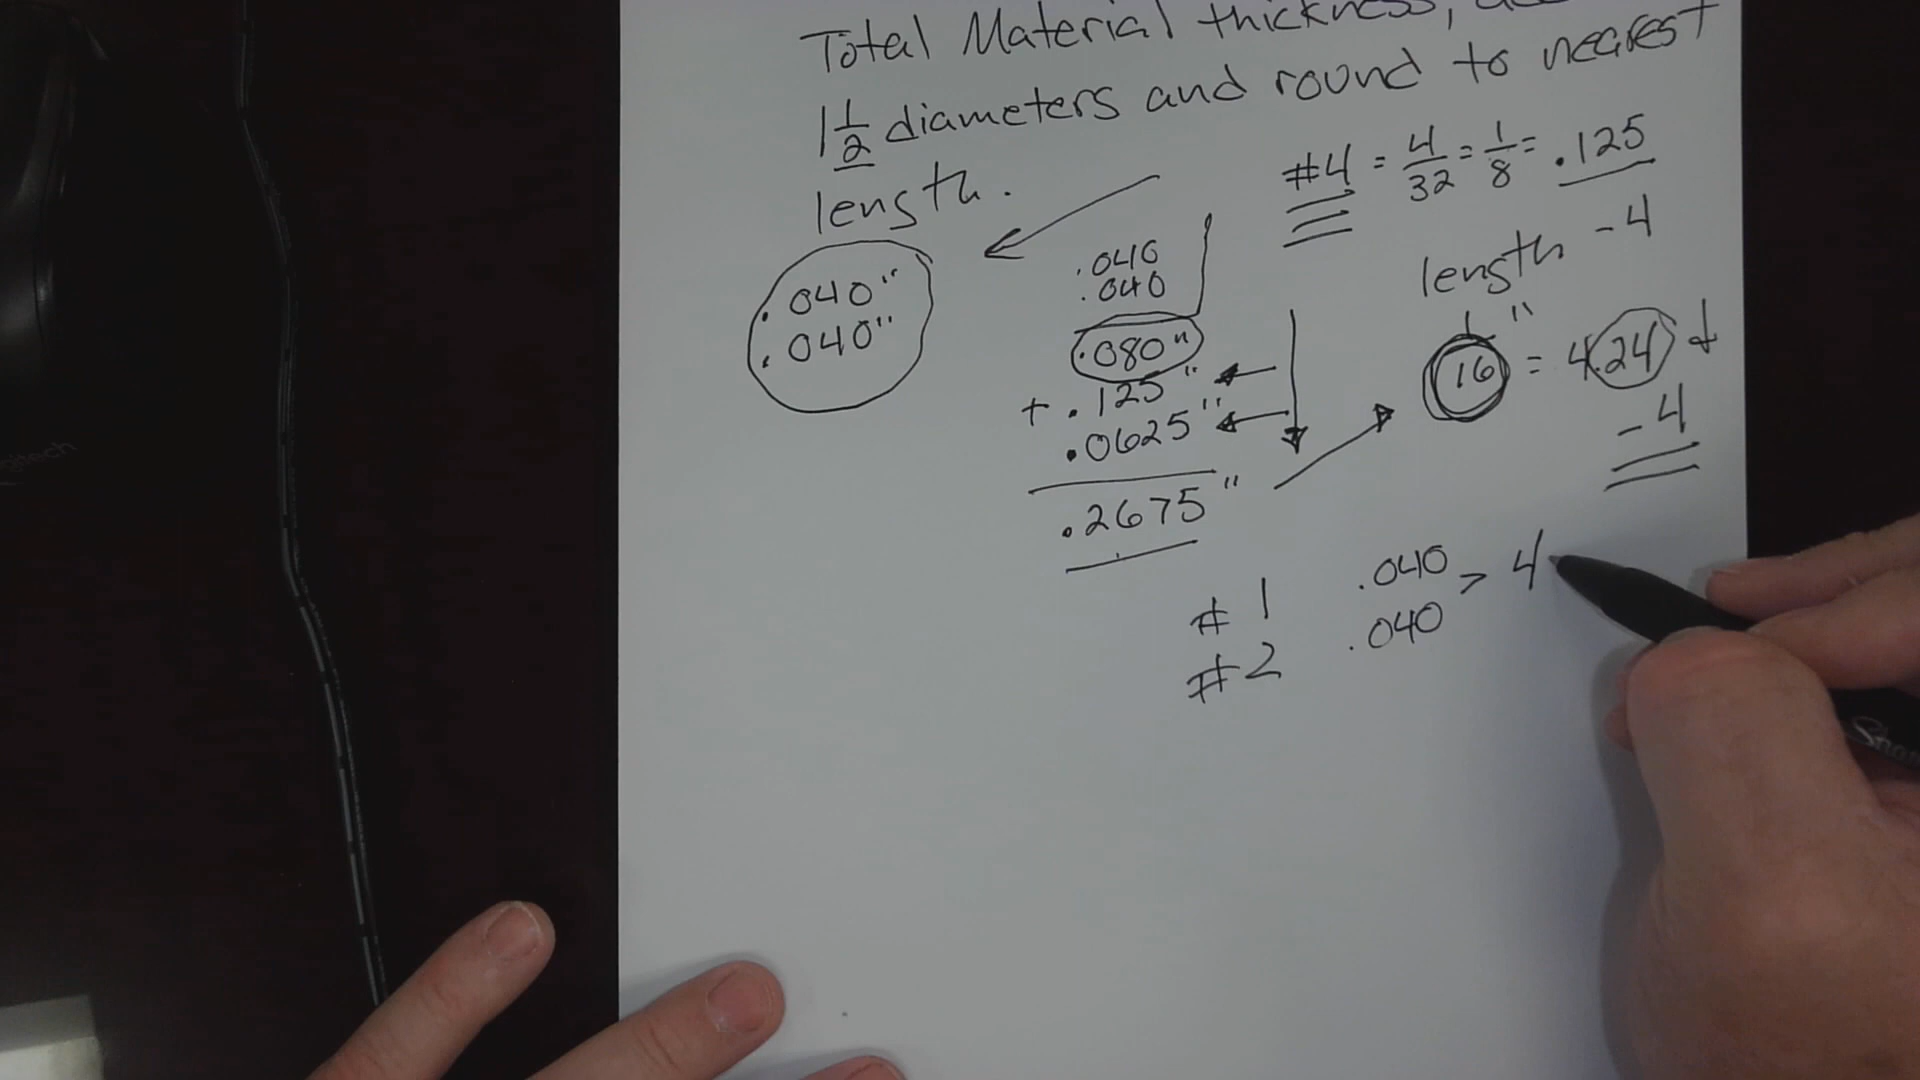 Total Material thickness,
1 1/2 diameters and round to nearest
length.
#4 = 4/32 = 1/8 = .125
length -4
.040"
.040"
.040
.040
.080"
+ .125"
.0625"
.2675"
1"
16 = 4.24 ↓
-4
#1 .040 > 4
#2 .040